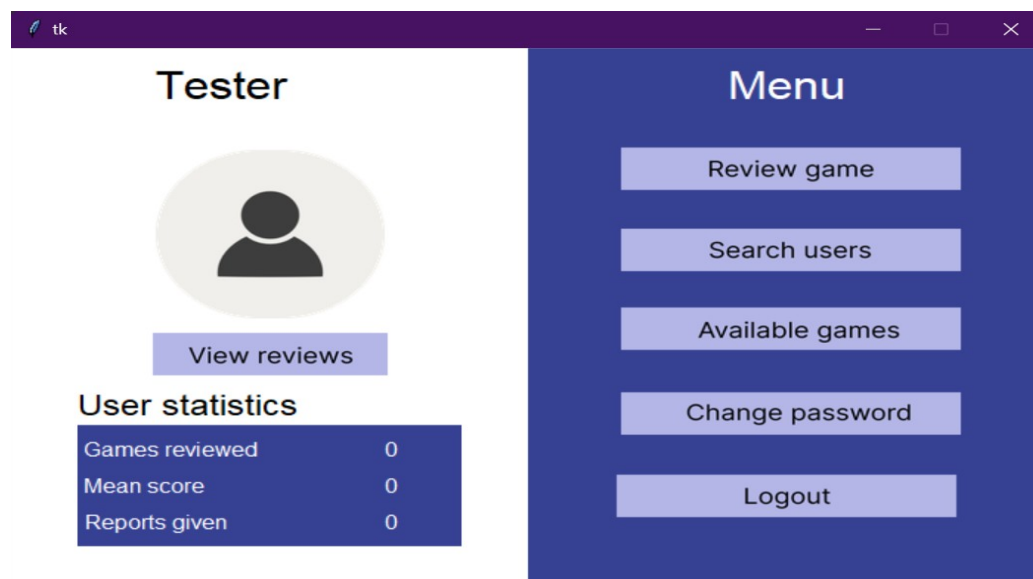 tk
Tester
View reviews
User statistics
Games reviewed 0
Mean score 0
Reports given 0
Menu
Review game
Search users
Available games
Change password
Logout